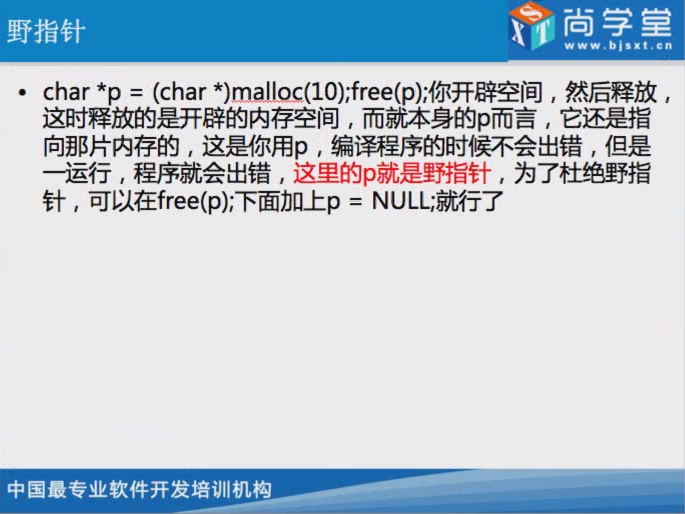 野指针
尚学堂
www.bjsxt.cn
SXT
• char *p = (char *)malloc(10);free(p);你开辟空间，然后释放，
这时释放的是开辟的内存空间，而就本身的p而言，它还是指
向那片内存的，这是你用p，编译程序的时候不会出错，但是
一运行，程序就会出错，这里的p就是野指针，为了杜绝野指
针，可以在free(p);下面加上p = NULL;就行了
中国最专业软件开发培训机构